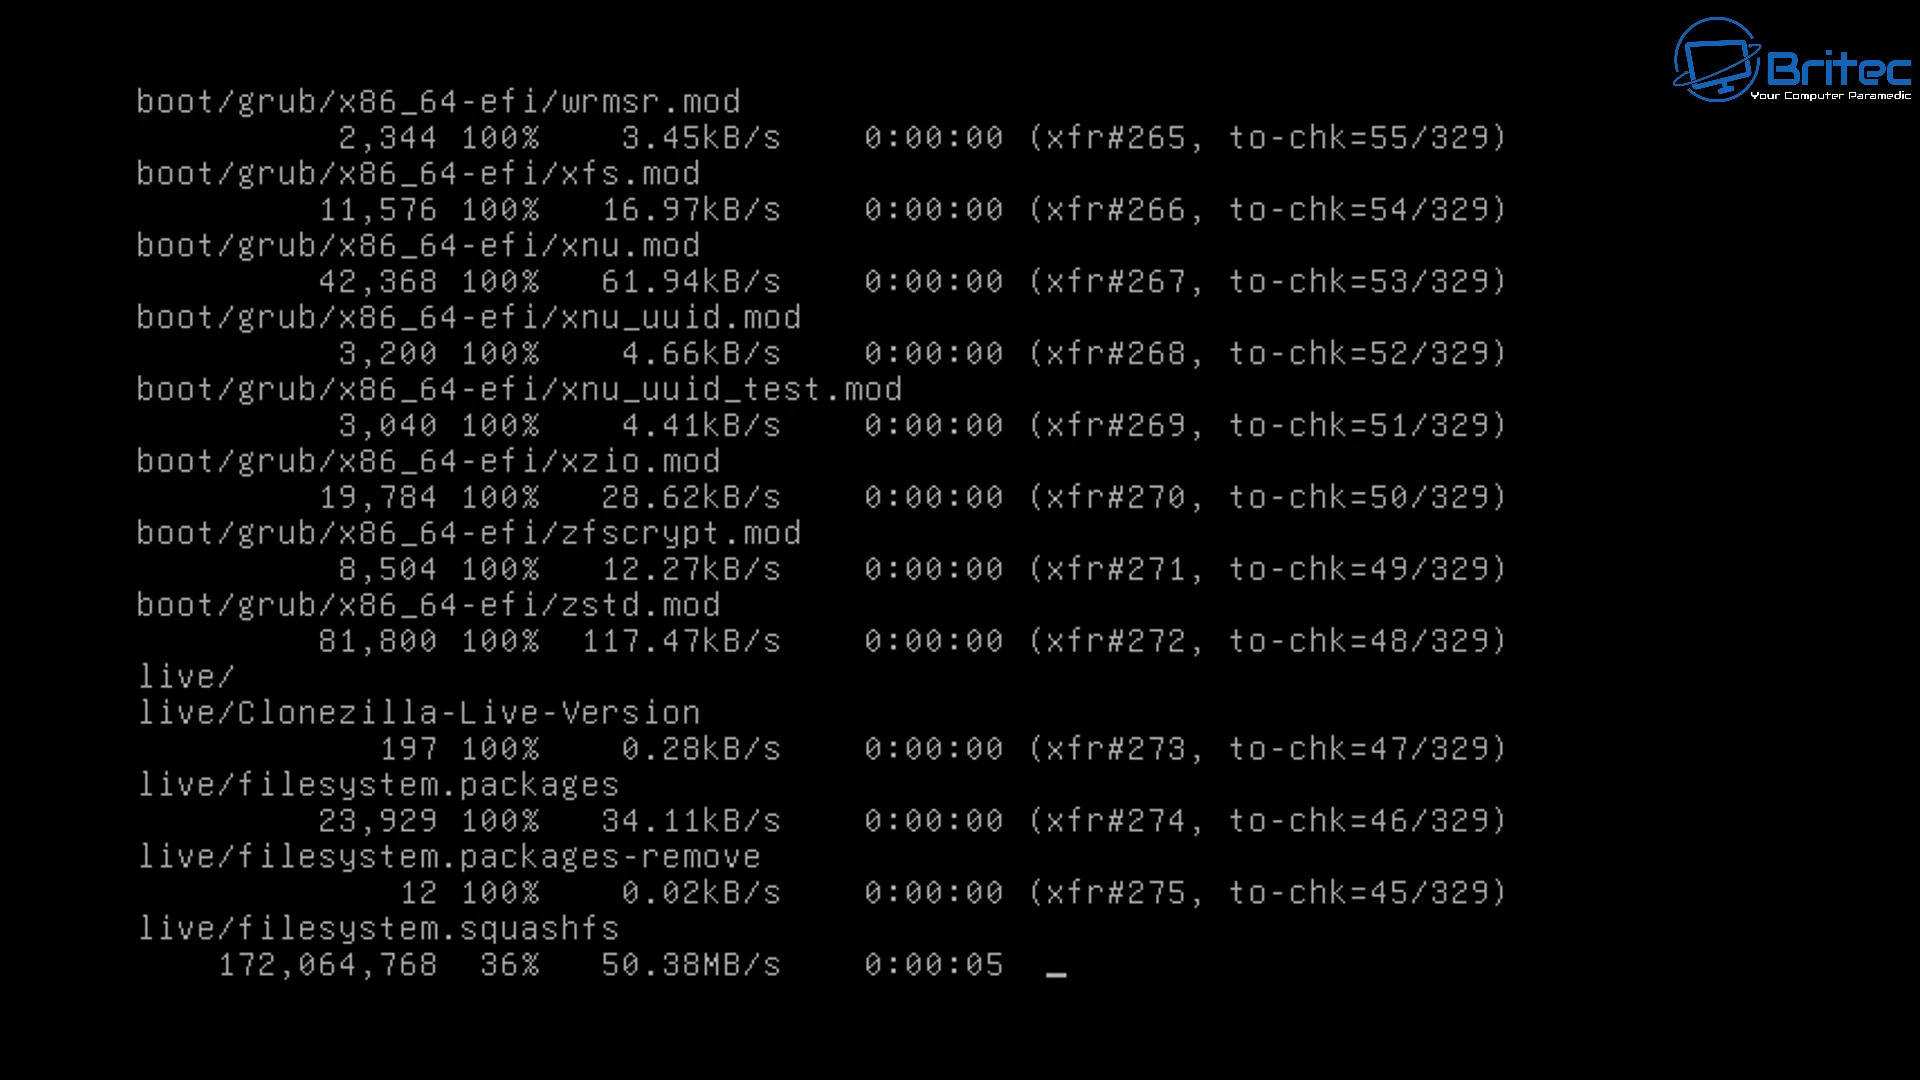 Britec
Your Computer Paramedic
boot/grub/x86_64-efi/wrmsr.mod
2,344 100% 3.45kB/s 0:00:00 (xfr#265, to-chk=55/329)
boot/grub/x86_64-efi/xfs.mod
11,576 100% 16.97kB/s 0:00:00 (xfr#266, to-chk=54/329)
boot/grub/x86_64-efi/xnu.mod
42,368 100% 61.94kB/s 0:00:00 (xfr#267, to-chk=53/329)
boot/grub/x86_64-efi/xnu_uuid.mod
3,200 100% 4.66kB/s 0:00:00 (xfr#268, to-chk=52/329)
boot/grub/x86_64-efi/xnu_uuid_test.mod
3,040 100% 4.41kB/s 0:00:00 (xfr#269, to-chk=51/329)
boot/grub/x86_64-efi/xzio.mod
19,784 100% 28.62kB/s 0:00:00 (xfr#270, to-chk=50/329)
boot/grub/x86_64-efi/zfscrypt.mod
8,504 100% 12.27kB/s 0:00:00 (xfr#271, to-chk=49/329)
boot/grub/x86_64-efi/zstd.mod
81,800 100% 117.47kB/s 0:00:00 (xfr#272, to-chk=48/329)
live/
live/Clonezilla-Live-Version
197 100% 0.28kB/s 0:00:00 (xfr#273, to-chk=47/329)
live/filesystem.packages
23,929 100% 34.11kB/s 0:00:00 (xfr#274, to-chk=46/329)
live/filesystem.packages-remove
12 100% 0.02kB/s 0:00:00 (xfr#275, to-chk=45/329)
live/filesystem.squashfs
172,064,768 36% 50.38MB/s 0:00:05 _